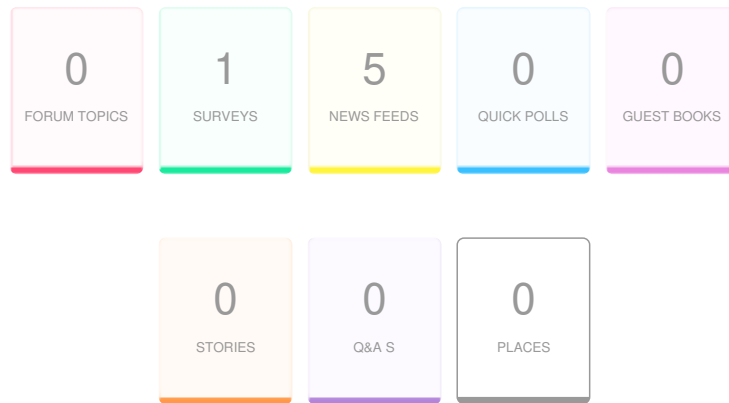 0 1 5 0 0
FORUM TOPICS SURVEYS NEWS FEEDS QUICK POLLS GUEST BOOKS
0 0 0
STORIES Q&A S PLACES